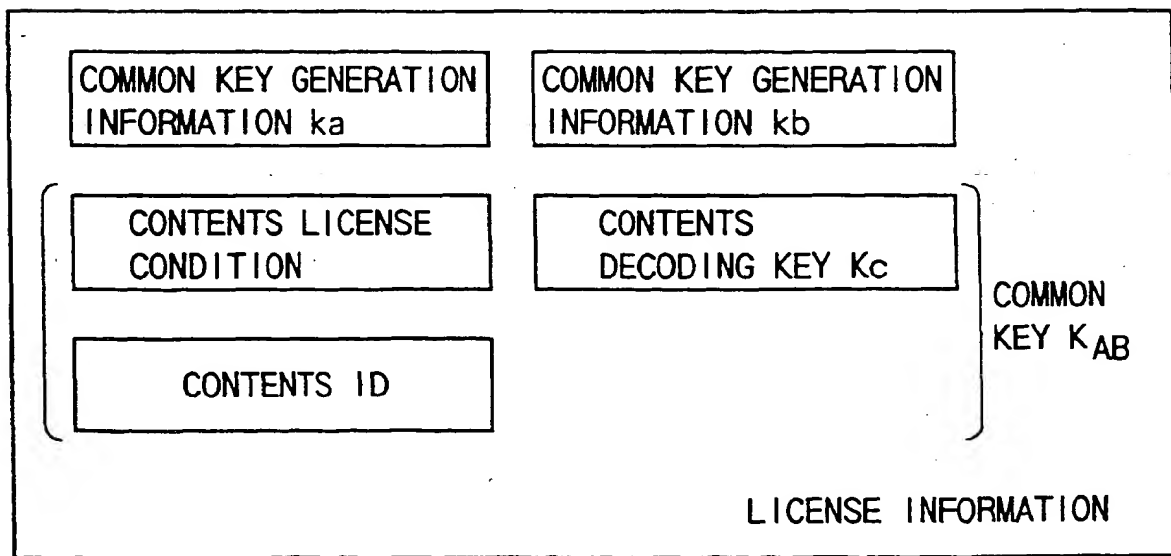 COMMON KEY GENERATION
INFORMATION ka
COMMON KEY GENERATION
INFORMATION kb
CONTENTS LICENSE
CONDITION
CONTENTS
DECODING KEY Kc
CONTENTS ID
COMMON
KEY KAB
LICENSE INFORMATION